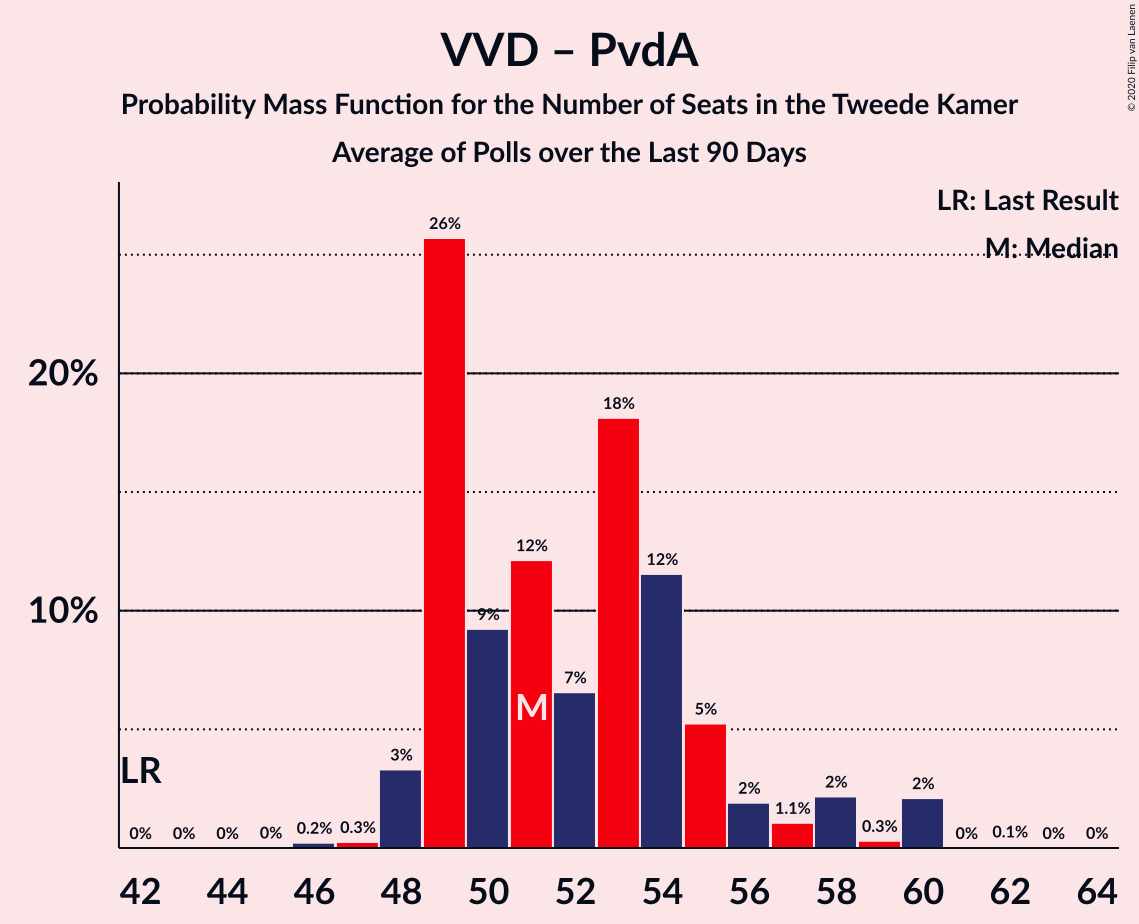 VVD – PvdA
Probability Mass Function for the Number of Seats in the Tweede Kamer
Average of Polls over the Last 90 Days
© 2020 Filip van Laenen
LR: Last Result
M: Median
26%
20%
18%
12%
12%
10%
9%
M
7%
5%
LR
3%
2%
2%
2%
1.1%
0% 0% 0% 0% 0.2% 0.3% 0.3% 0% 0.1% 0% 0%
42 44 46 48 50 52 54 56 58 60 62 64